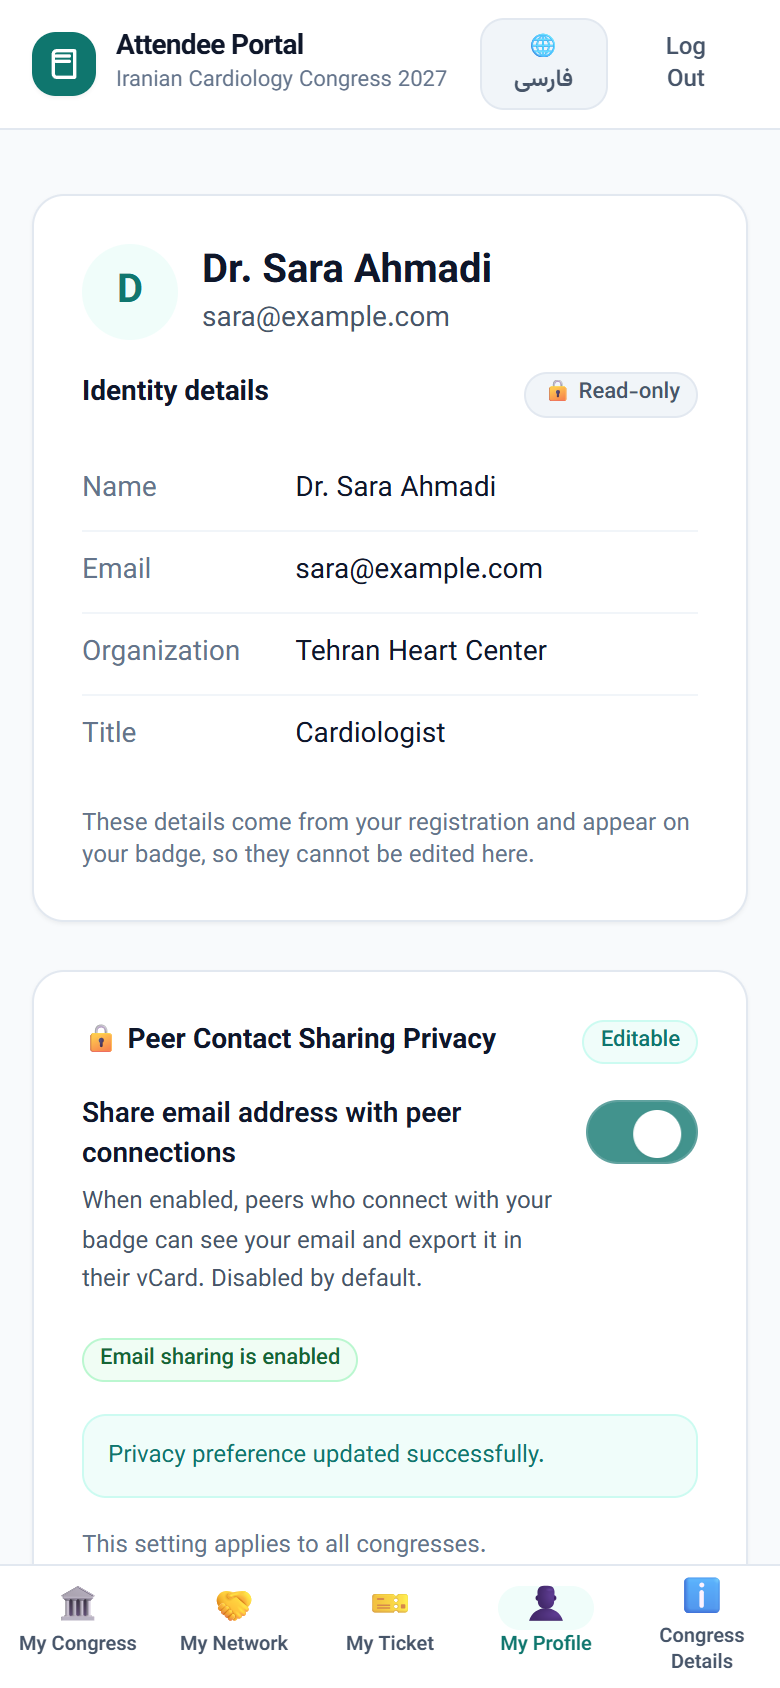 Attendee Portal
Iranian Cardiology Congress 2027
فارسی
Log
Out
D
Dr. Sara Ahmadi
sara@example.com
Identity details
Read-only
Name
Dr. Sara Ahmadi
Email
sara@example.com
Organization
Tehran Heart Center
Title
Cardiologist
These details come from your registration and appear on
your badge, so they cannot be edited here.
Peer Contact Sharing Privacy
Editable
Share email address with peer
connections
When enabled, peers who connect with your
badge can see your email and export it in
their vCard. Disabled by default.
Email sharing is enabled
Privacy preference updated successfully.
This setting applies to all congresses.
My Congress
My Network
My Ticket
My Profile
Congress
Details